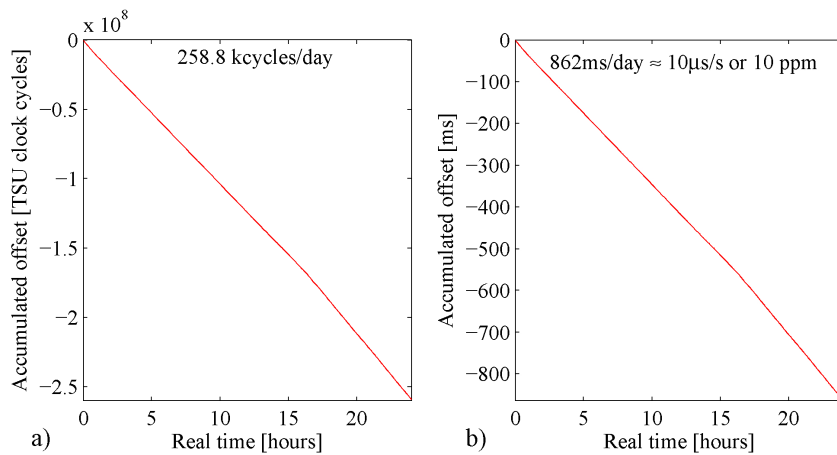 x 10^8
258.8 kcycles/day
0
−0.5
−1
−1.5
−2
−2.5
0 5 10 15 20
Accumulated offset [TSU clock cycles]
Real time [hours]
a)
862ms/day ≈ 10μs/s or 10 ppm
0
−100
−200
−300
−400
−500
−600
−700
−800
0 5 10 15 20
Accumulated offset [ms]
Real time [hours]
b)